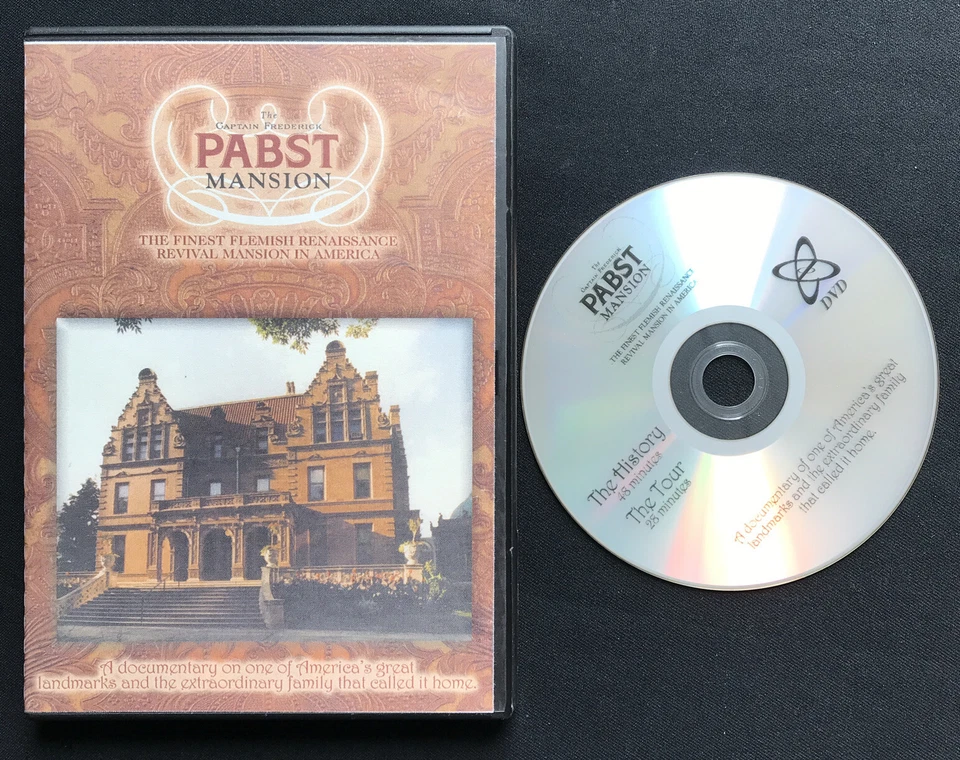 The
CAPTAIN FREDERICK
PABST
MANSION
THE FINEST FLEMISH RENAISSANCE
REVIVAL MANSION IN AMERICA
A documentary on one of America's great
landmarks and the extraordinary family that called it home.
The
CAPTAIN FREDERICK
PABST
MANSION
THE FINEST FLEMISH RENAISSANCE
REVIVAL MANSION IN AMERICA
DVD
The History
48 minutes
The Tour
28 minutes
A documentary of one of America's great
landmarks and the extraordinary family
that called it home.